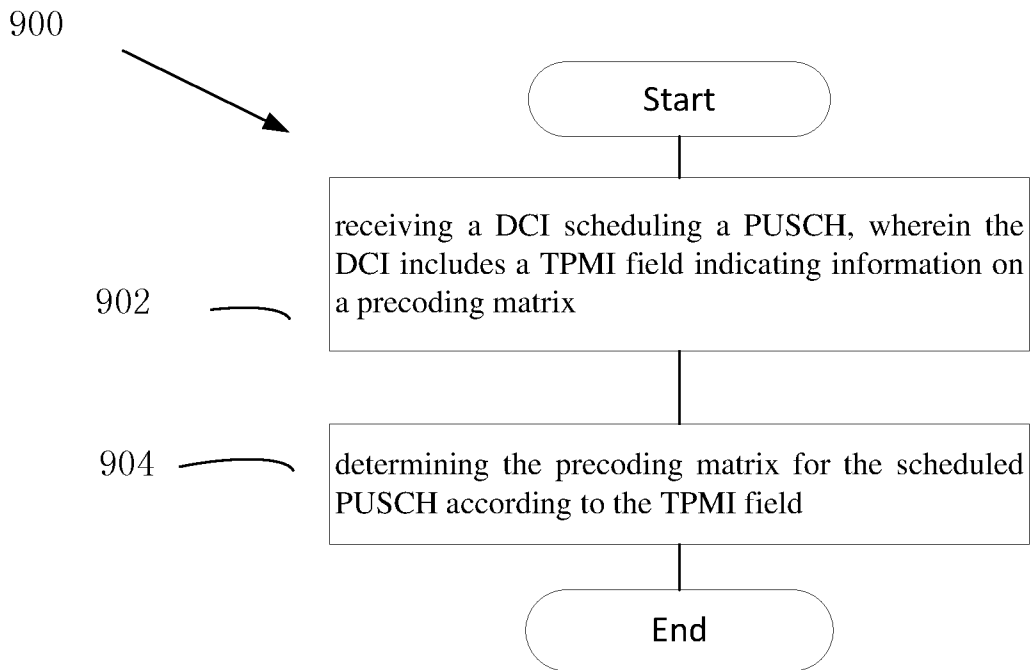 900
Start
receiving a DCI scheduling a PUSCH, wherein the
DCI includes a TPMI field indicating information on
a precoding matrix
902
904
determining the precoding matrix for the scheduled
PUSCH according to the TPMI field
End